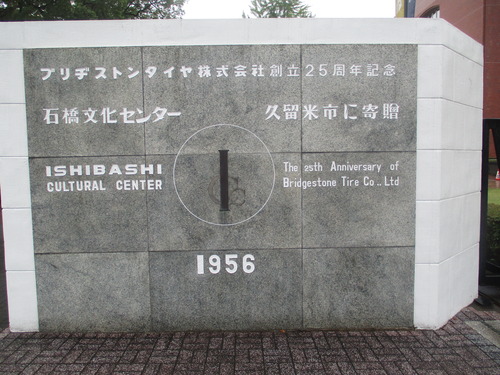 ブリヂストンタイヤ株式会社創立25周年記念
石橋文化センター 久留米市に寄贈
ISHIBASHI
CULTURAL CENTER
The 25th Anniversary of
Bridgestone Tire Co., Ltd
1956